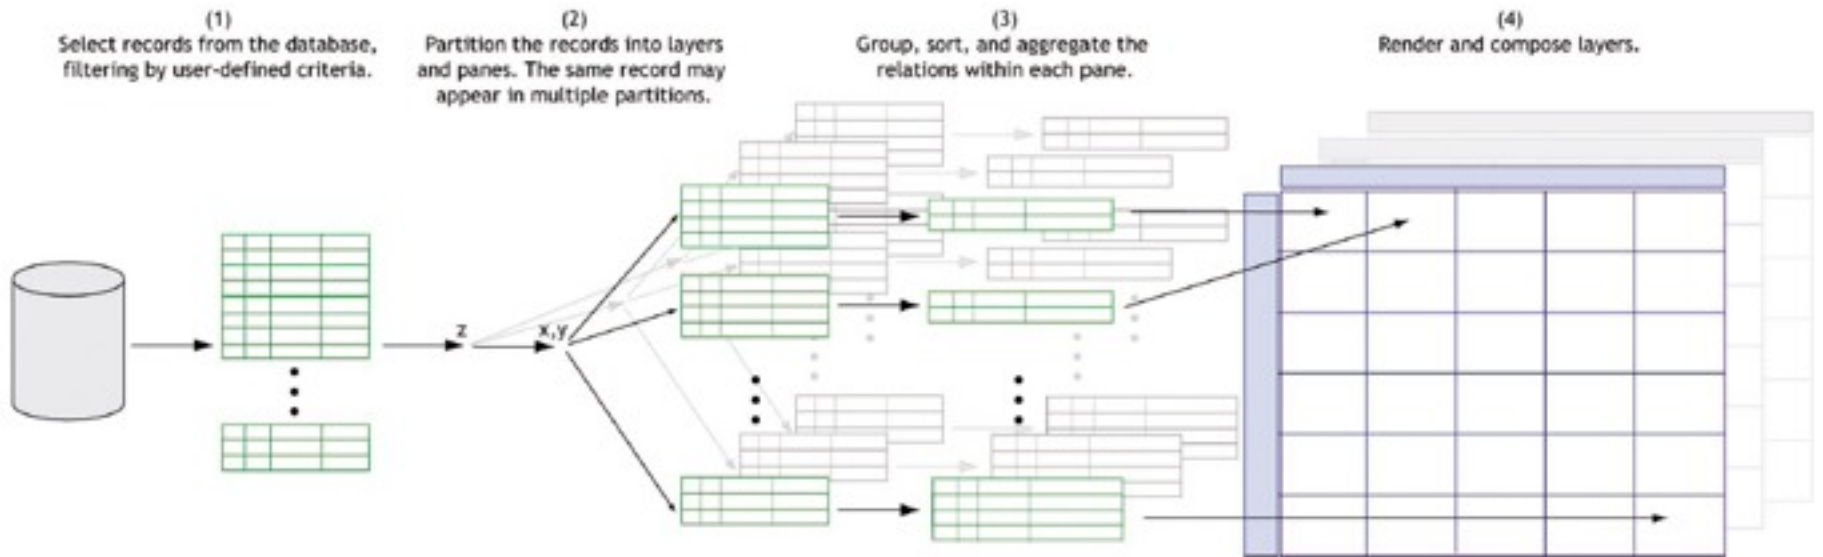 (1)
Select records from the database,
filtering by user-defined criteria.
(2)
Partition the records into layers
and panes. The same record may
appear in multiple partitions.
(3)
Group, sort, and aggregate the
relations within each pane.
(4)
Render and compose layers.
z
x,y